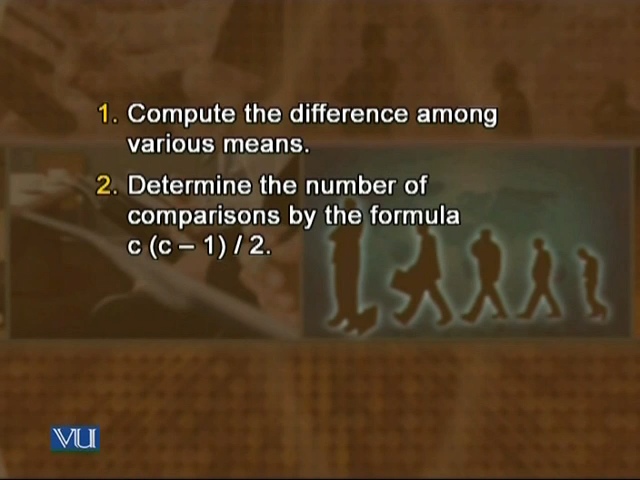 1. Compute the difference among
various means.
2. Determine the number of
comparisons by the formula
c (c – 1) / 2.
VU